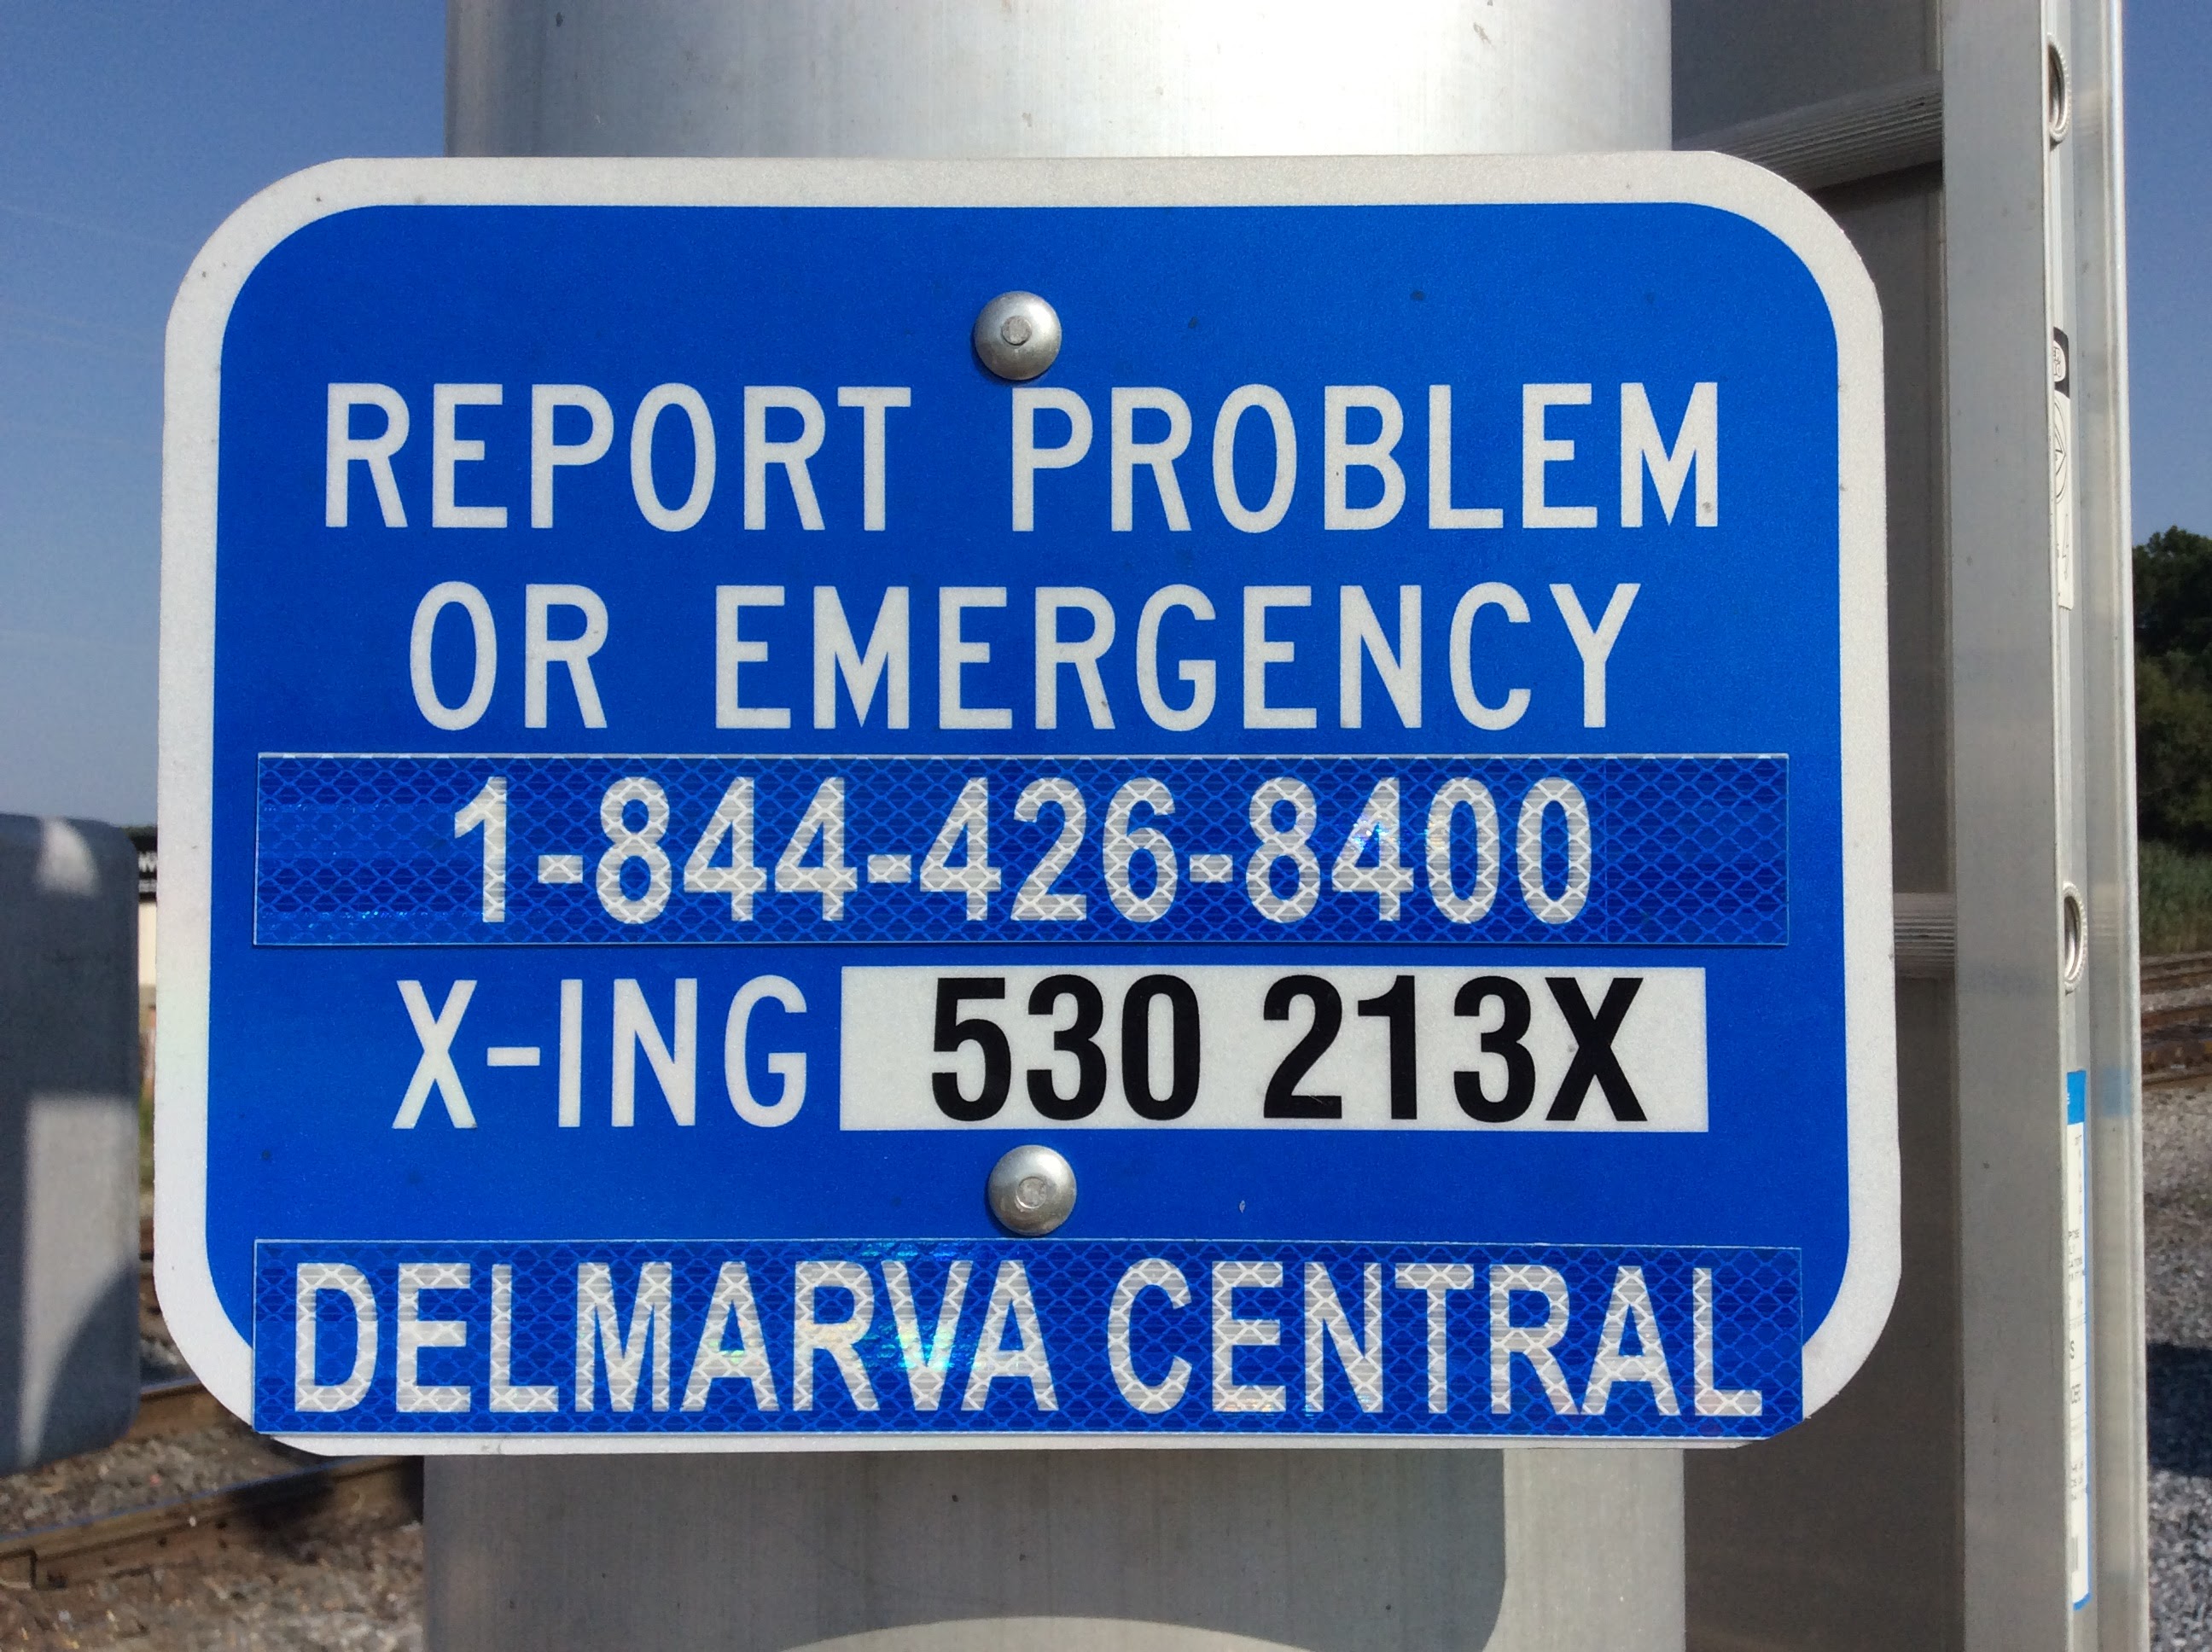 REPORT PROBLEM
OR EMERGENCY
1-844-426-8400
X-ING 530 213X
DELMARVA CENTRAL